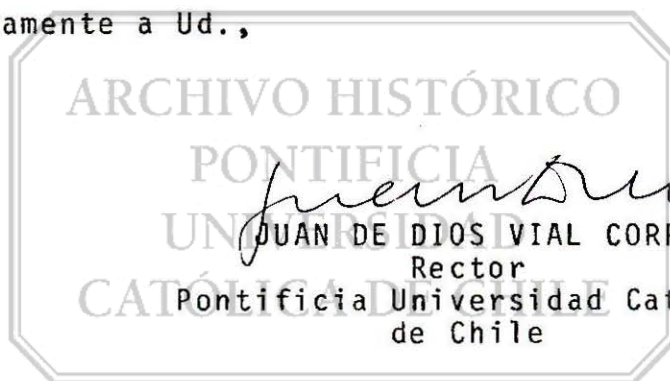 amente a Ud.,
ARCHIVO HISTÓRICO
PONTIFICIA
UNIVERSIDAD
CATÓLICA DE CHILE
JUAN DE DIOS VIAL CORR
Rector
Pontificia Universidad Cat
de Chile